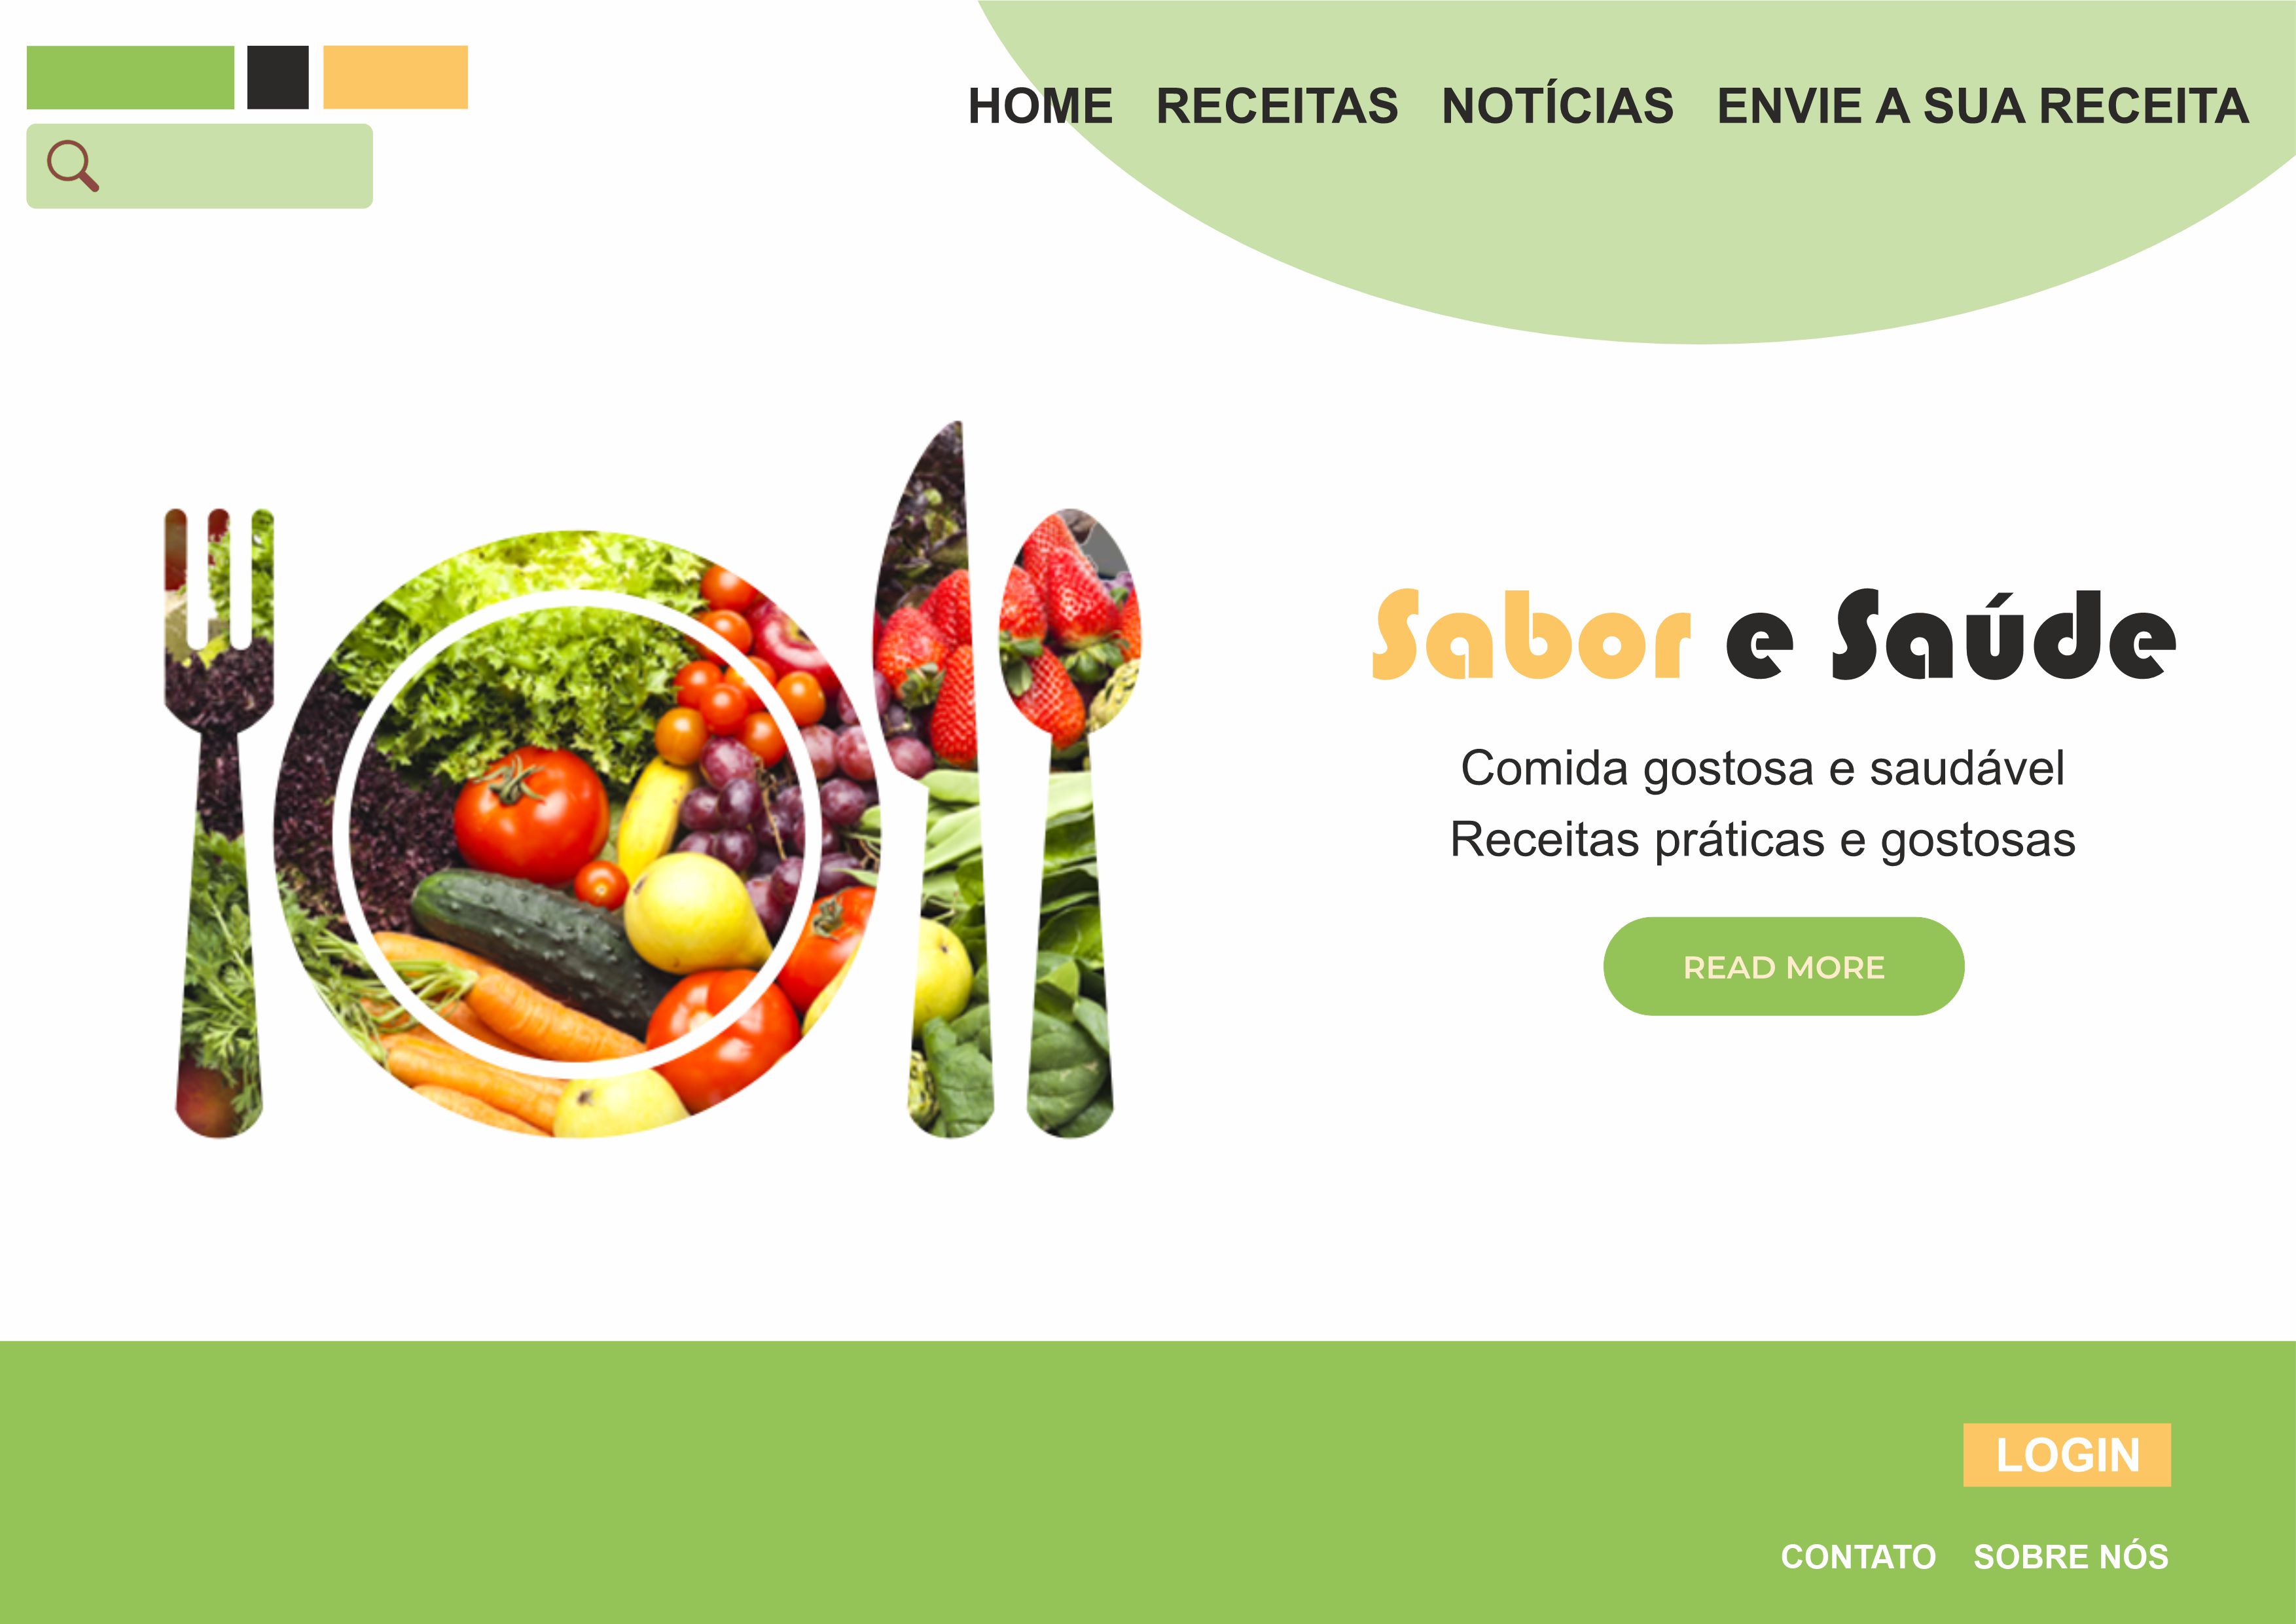 HOME RECEITAS NOTÍCIAS ENVIE A SUA RECEITA
Sabor e Saúde
Comida gostosa e saudável
Receitas práticas e gostosas
READ MORE
LOGIN
CONTATO SOBRE NÓS